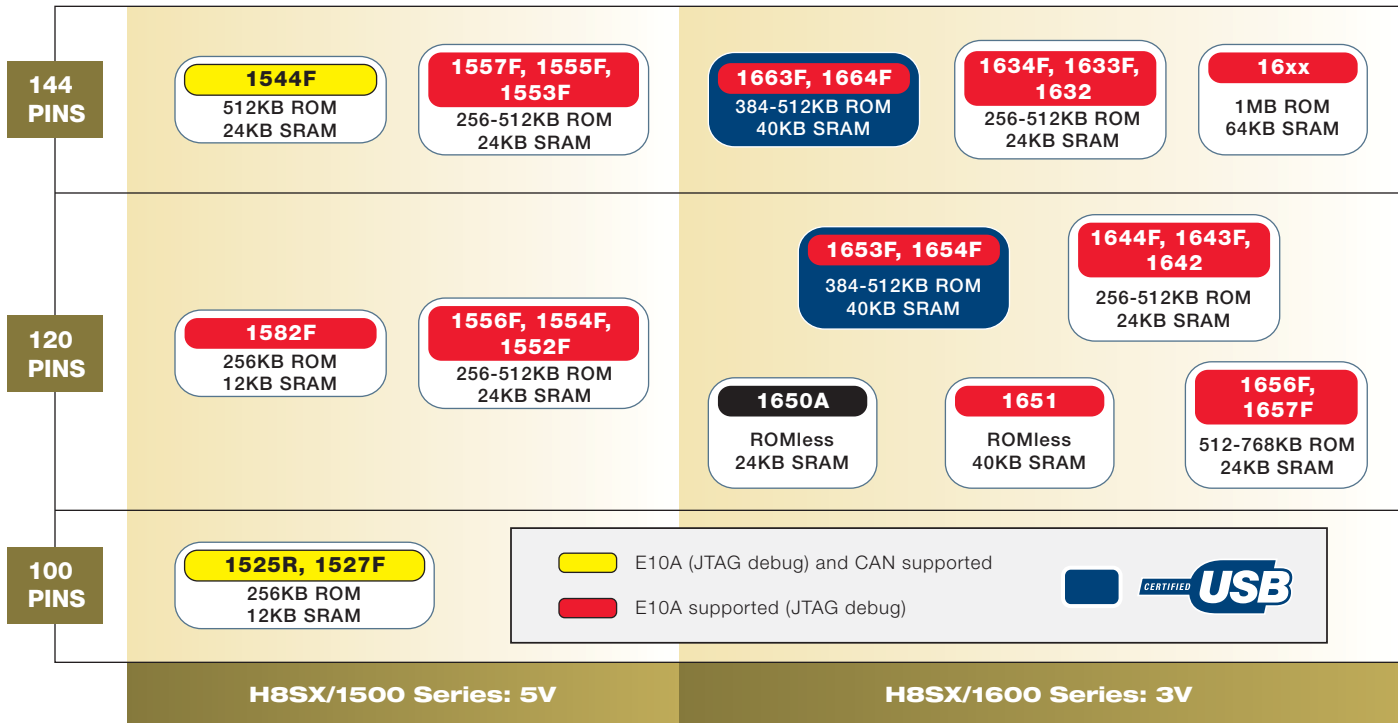 144
PINS
1544F
512KB ROM
24KB SRAM
1557F, 1555F,
1553F
256-512KB ROM
24KB SRAM
1663F, 1664F
384-512KB ROM
40KB SRAM
1634F, 1633F,
1632
256-512KB ROM
24KB SRAM
16xx
1MB ROM
64KB SRAM
120
PINS
1582F
256KB ROM
12KB SRAM
1556F, 1554F,
1552F
256-512KB ROM
24KB SRAM
1653F, 1654F
384-512KB ROM
40KB SRAM
1644F, 1643F,
1642
256-512KB ROM
24KB SRAM
1650A
ROMless
24KB SRAM
1651
ROMless
40KB SRAM
1656F,
1657F
512-768KB ROM
24KB SRAM
100
PINS
1525R, 1527F
256KB ROM
12KB SRAM
E10A (JTAG debug) and CAN supported
E10A supported (JTAG debug)
CERTIFIED USB
H8SX/1500 Series: 5V
H8SX/1600 Series: 3V